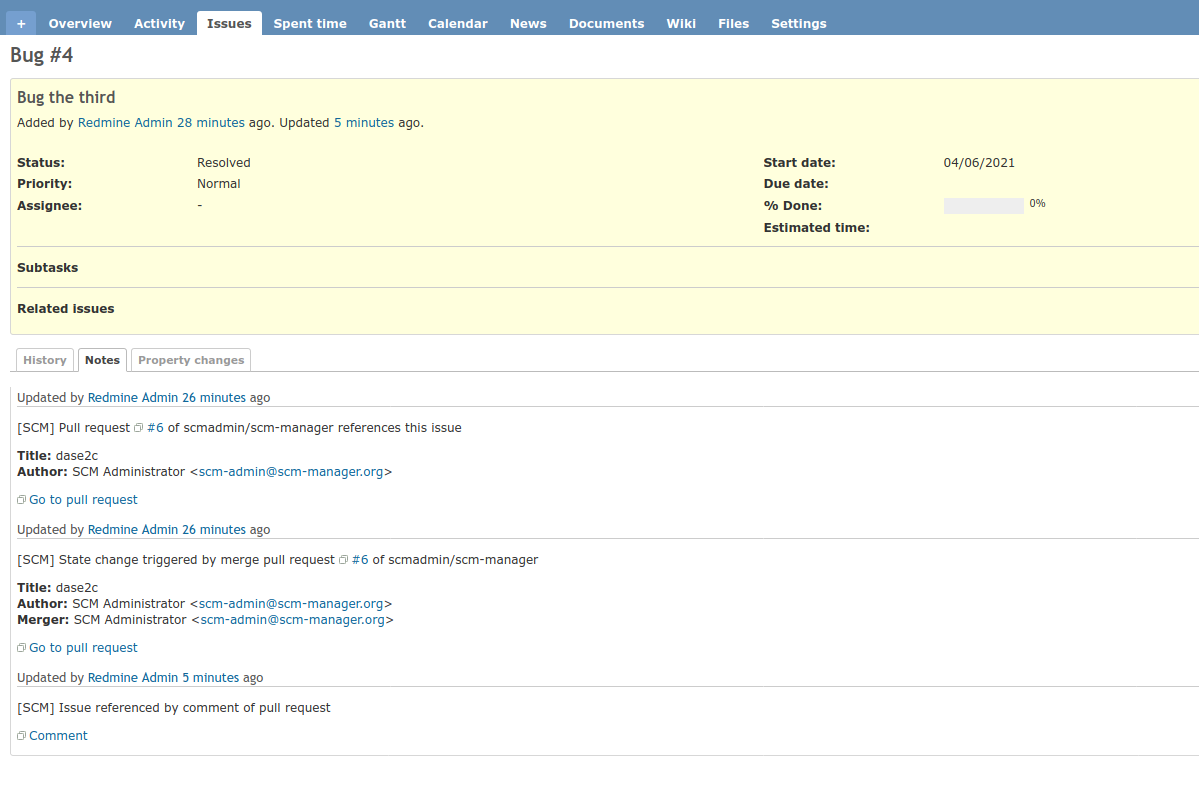 + Overview Activity Issues Spent time Gantt Calendar News Documents Wiki Files Settings
Bug #4
Bug the third
Added by Redmine Admin 28 minutes ago. Updated 5 minutes ago.
Status: Resolved Start date: 04/06/2021
Priority: Normal Due date:
Assignee: - % Done: 0%
Estimated time:
Subtasks
Related issues
History Notes Property changes
Updated by Redmine Admin 26 minutes ago
[SCM] Pull request #6 of scmadmin/scm-manager references this issue
Title: dase2c
Author: SCM Administrator <scm-admin@scm-manager.org>
Go to pull request
Updated by Redmine Admin 26 minutes ago
[SCM] State change triggered by merge pull request #6 of scmadmin/scm-manager
Title: dase2c
Author: SCM Administrator <scm-admin@scm-manager.org>
Merger: SCM Administrator <scm-admin@scm-manager.org>
Go to pull request
Updated by Redmine Admin 5 minutes ago
[SCM] Issue referenced by comment of pull request
Comment